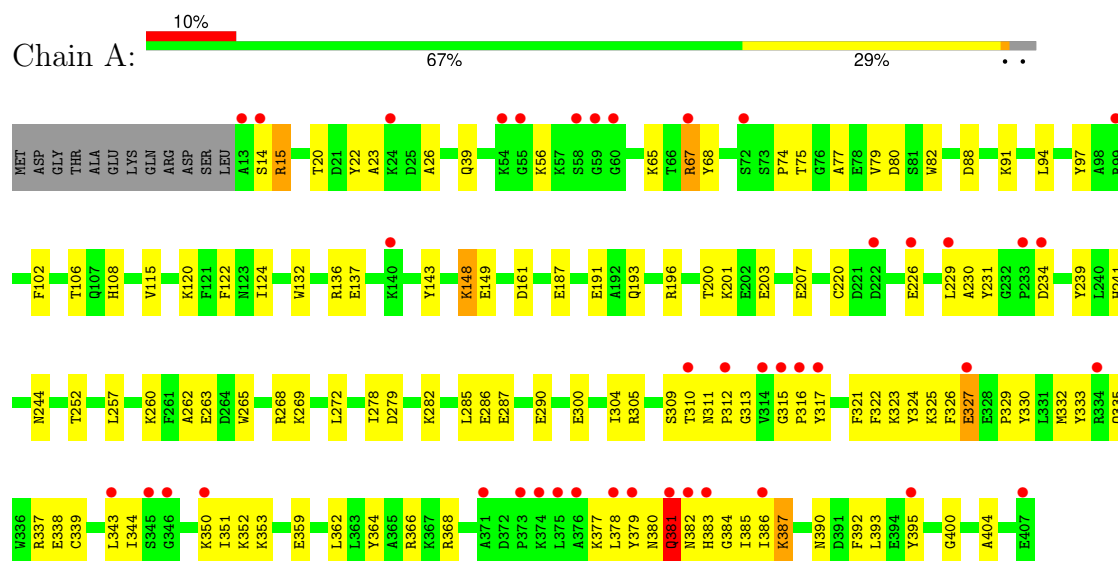 10%
Chain A:
67% 29% • •
MET ASP GLY THR ALA GLU LYS GLN ARG ASP SER LEU A13 S14 R15 T20 D21 Y22 A23 K24 D25 A26 Q39 K54 G55 K56 K57 S58 G59 G60 K65 T66 R67 Y68 S72 S73 P74 T75 G76 A77 E78 V79 D80 S81 W82 D88 K91 L94 Y97 A98
F102 T106 Q107 H108 V115 K120 F121 F122 N123 I124 W132 R136 E137 K140 Y143 K148 E149 D161 E187 E191 A192 Q193 R196 T200 K201 E202 E203 E207 C220 D221 D222 E226 L229 A230 Y231 G232 P233 D234 Y239 L240
N244 T252 L257 K260 F261 A262 E263 D264 W265 R268 K269 L272 I278 D279 K282 L285 E286 E287 E290 E300 I304 R305 S309 T310 N311 P312 G313 V314 G315 P316 Y317 F321 F322 K323 Y324 K325 F326 E327 E328 P329 Y330 L331 M332 Y333 R334
W336 R337 E338 C339 L343 I344 S345 G346 K350 I351 K352 K353 E359 L362 L363 Y364 A365 R366 K367 R368 A371 D372 P373 K374 L375 A376 K377 L378 Y379 N380 Q381 N382 H383 G384 I385 I386 K387 N390 D391 F392 L393 E394 Y395 G400 A404 E407